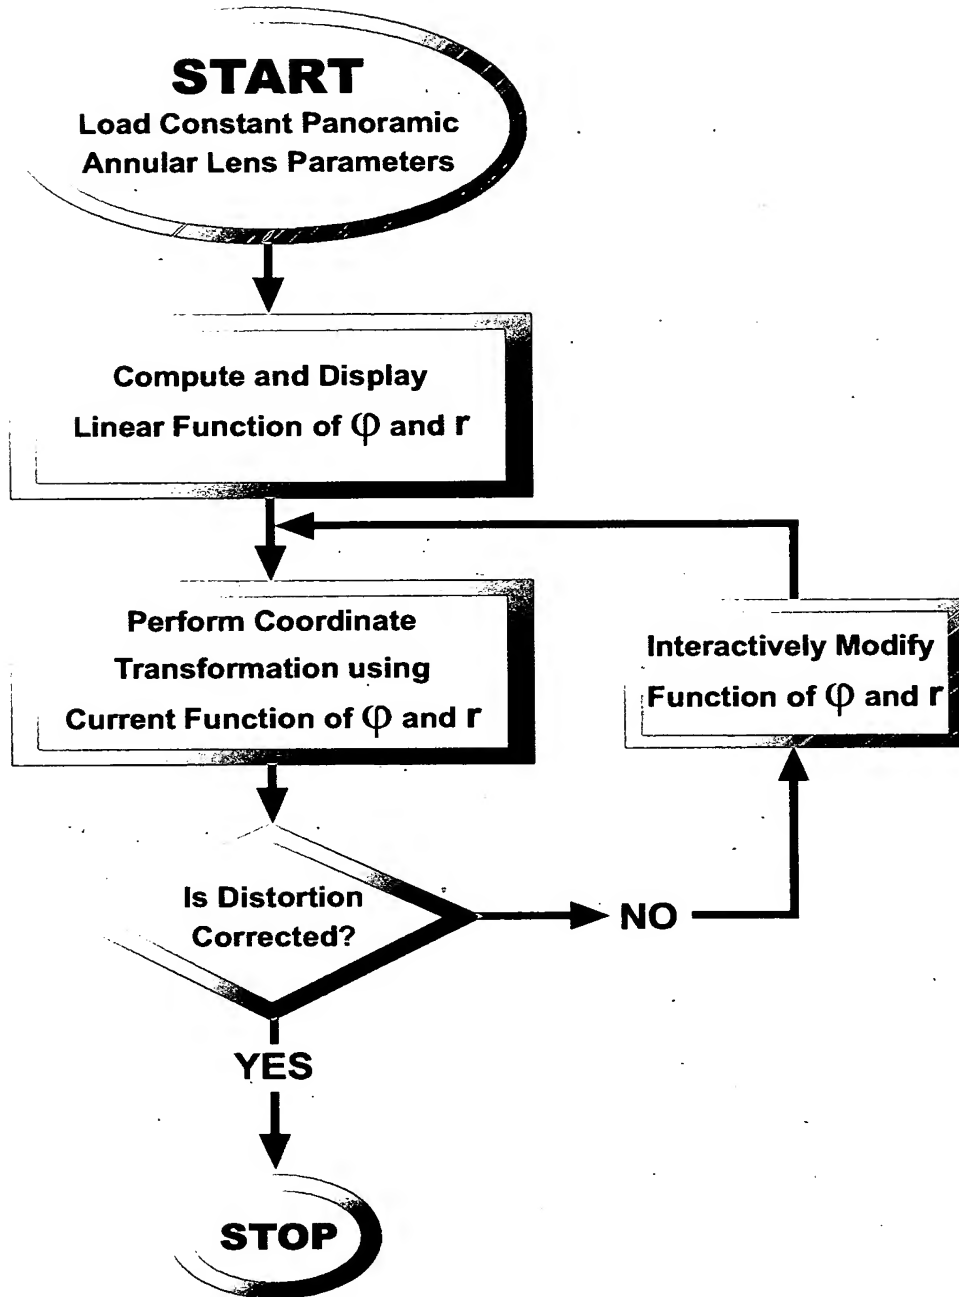 START
Load Constant Panoramic
Annular Lens Parameters
Compute and Display
Linear Function of φ and r
Perform Coordinate
Transformation using
Current Function of φ and r
Interactively Modify
Function of φ and r
Is Distortion
Corrected?
NO
YES
STOP